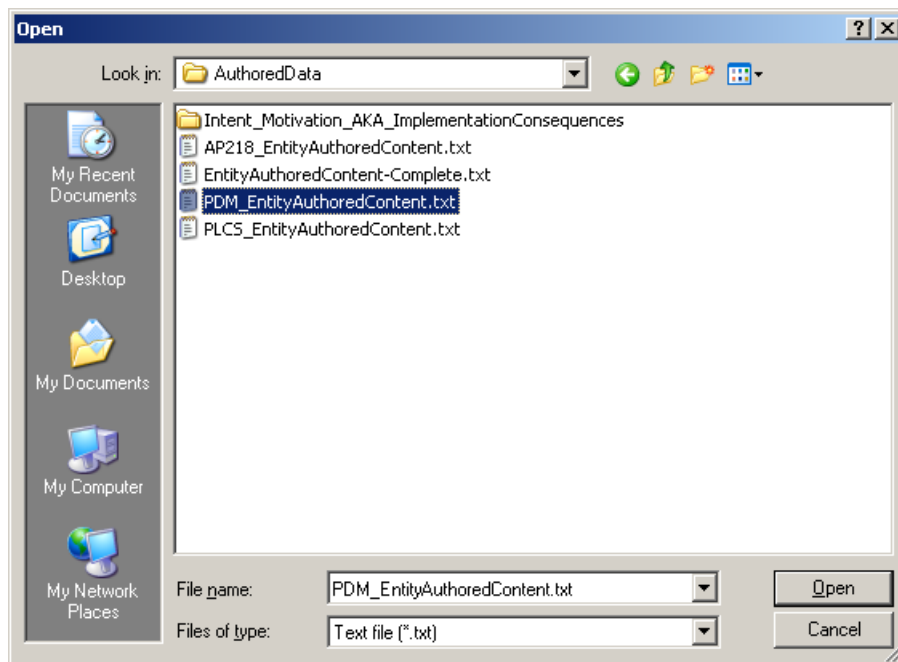 Open
Look in: AuthoredData
Intent_Motivation_AKA_ImplementationConsequences
AP218_EntityAuthoredContent.txt
EntityAuthoredContent-Complete.txt
PDM_EntityAuthoredContent.txt
PLCS_EntityAuthoredContent.txt
My Recent
Documents
Desktop
My Documents
My Computer
My Network
Places
File name: PDM_EntityAuthoredContent.txt Open
Files of type: Text file (*.txt) Cancel